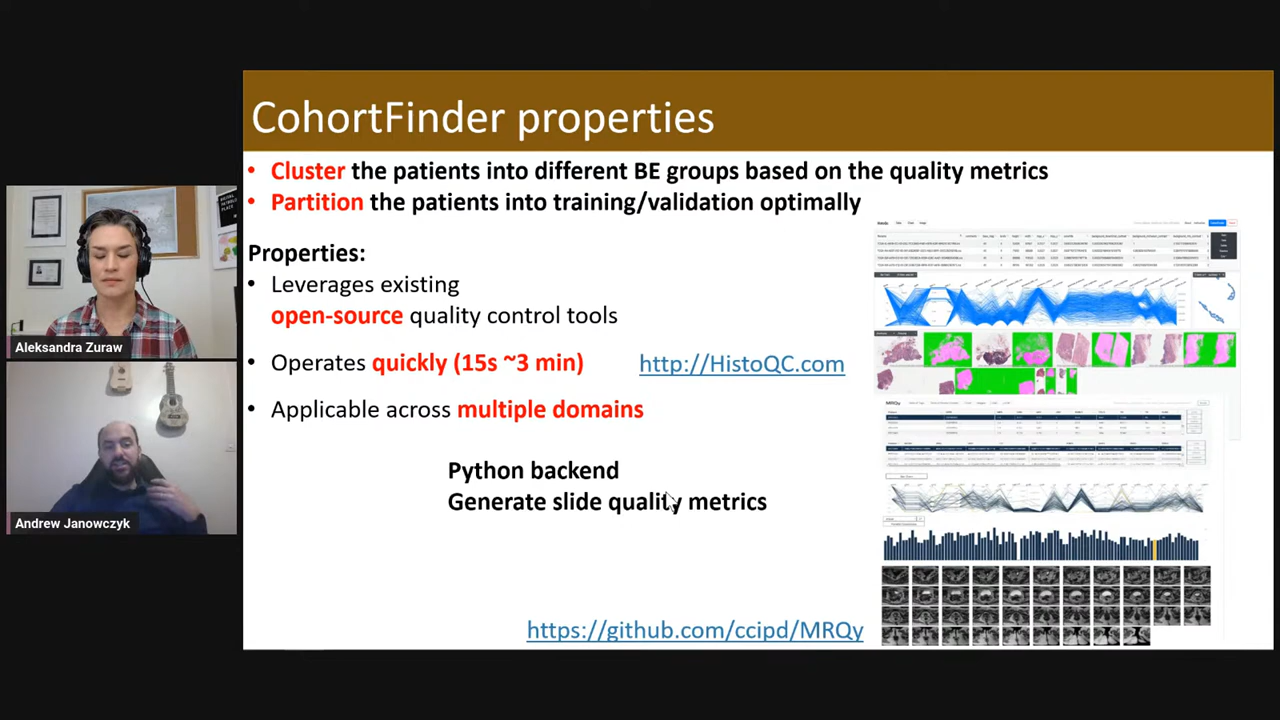 CohortFinder properties
• Cluster the patients into different BE groups based on the quality metrics
• Partition the patients into training/validation optimally
Properties:
• Leverages existing
open-source quality control tools
• Operates quickly (15s ~3 min)
http://HistoQC.com
• Applicable across multiple domains
Python backend
Generate slide quality metrics
https://github.com/ccipd/MRQy
MRQy
Aleksandra Zuraw
Andrew Janowczyk